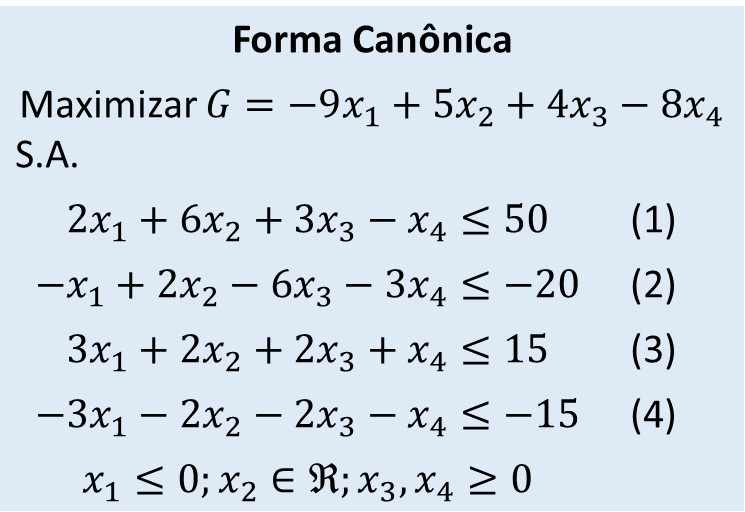 Forma Canônica
Maximizar G = −9x₁ + 5x₂ + 4x₃ − 8x₄
S.A.
2x₁ + 6x₂ + 3x₃ − x₄ ≤ 50 (1)
−x₁ + 2x₂ − 6x₃ − 3x₄ ≤ −20 (2)
3x₁ + 2x₂ + 2x₃ + x₄ ≤ 15 (3)
−3x₁ − 2x₂ − 2x₃ − x₄ ≤ −15 (4)
x₁ ≤ 0; x₂ ∈ ℜ; x₃, x₄ ≥ 0